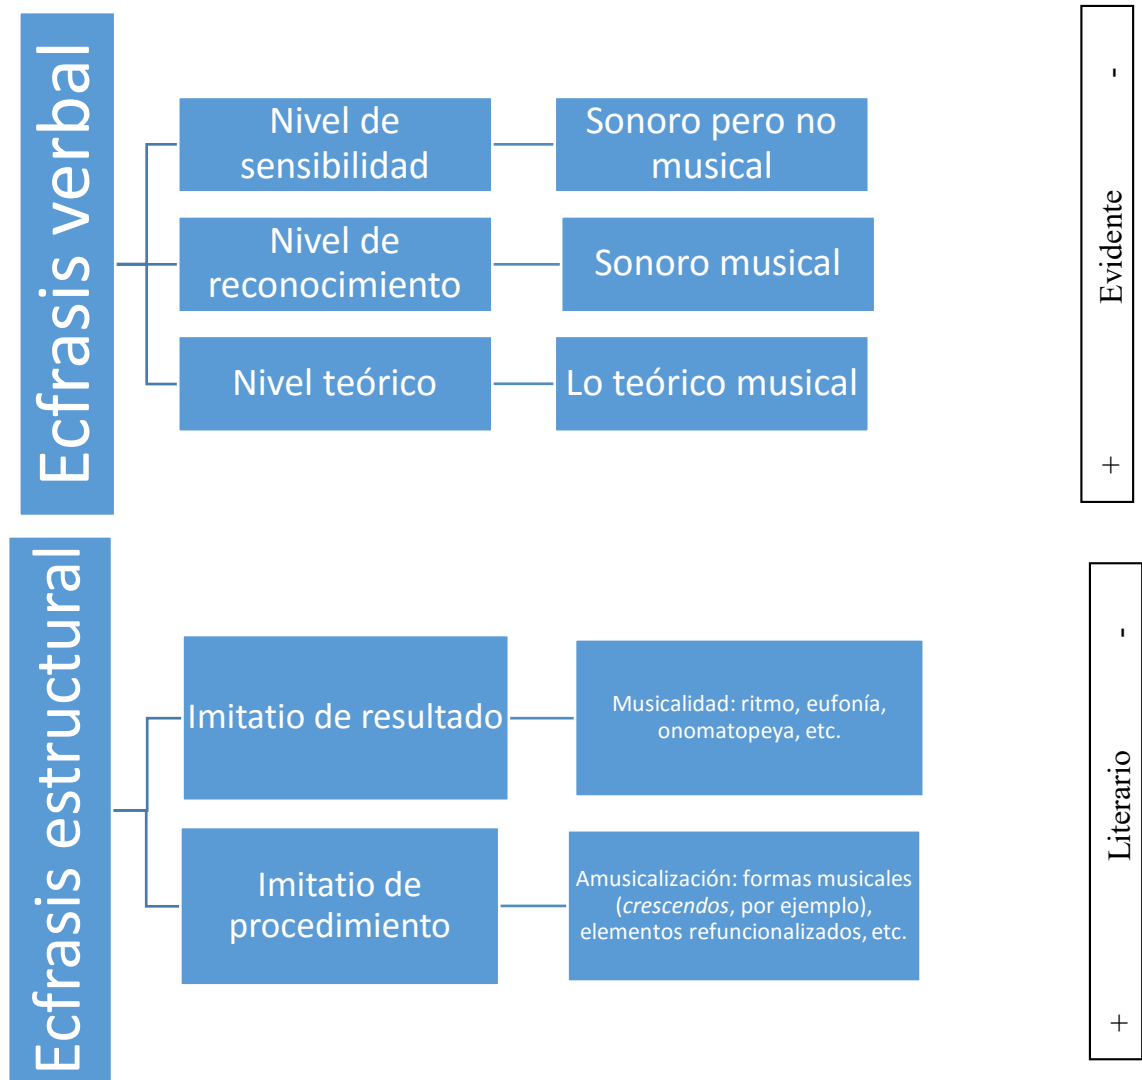 Ecfrasis verbal
Nivel de
sensibilidad
Sonoro pero no
musical
Nivel de
reconocimiento
Sonoro musical
Nivel teórico
Lo teórico musical
+ Evidente -
Ecfrasis estructural
Imitatio de resultado
Musicalidad: ritmo, eufonía,
onomatopeya, etc.
Imitatio de
procedimiento
Amusicalización: formas musicales
(crescendos, por ejemplo),
elementos refuncionalizados, etc.
+ Literario -